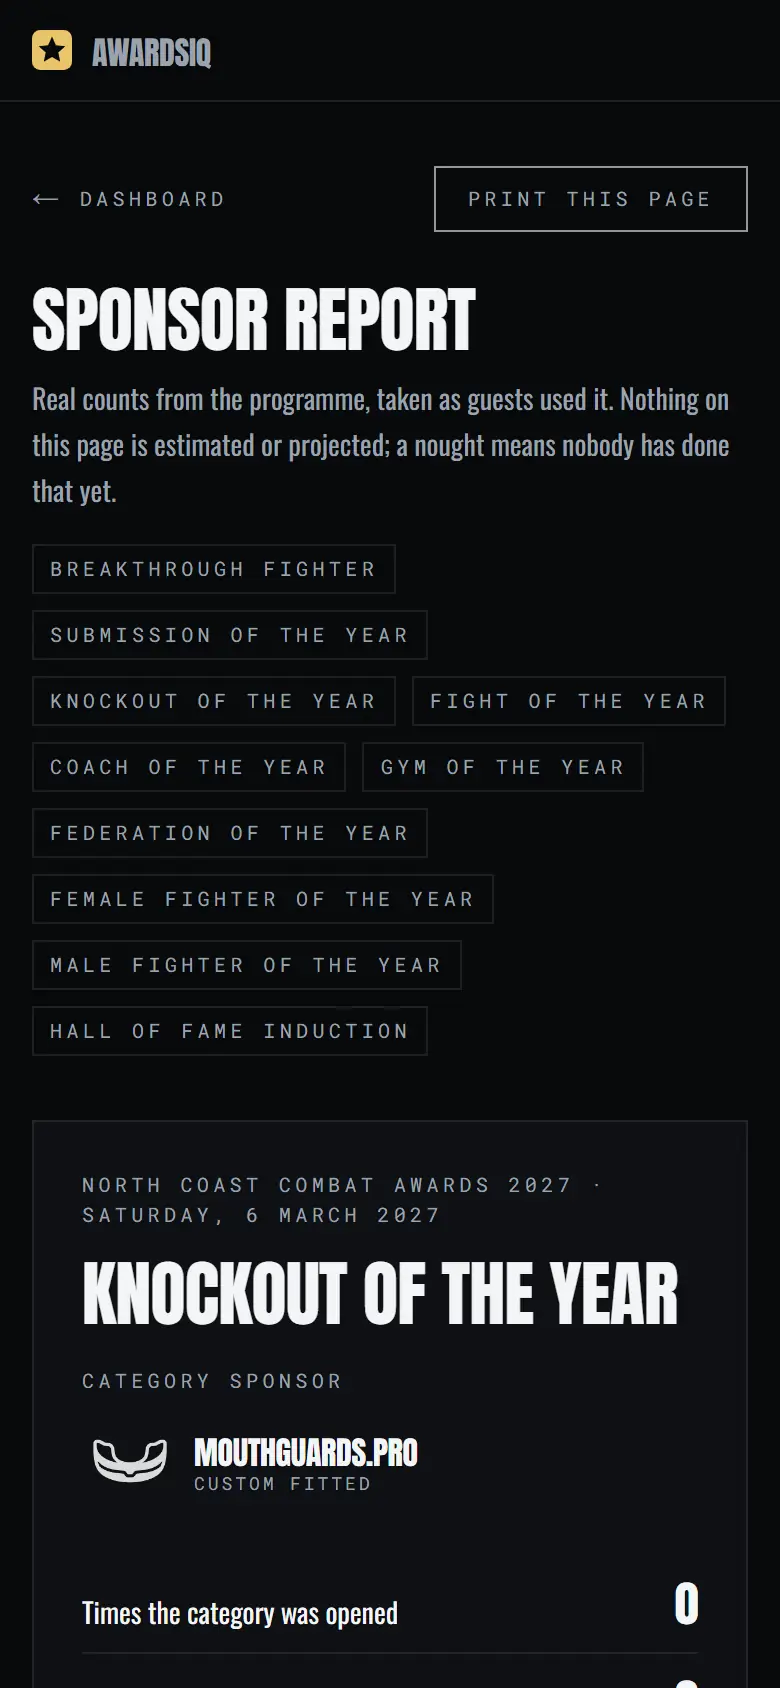 AWARDSIQ
← DASHBOARD
PRINT THIS PAGE
SPONSOR REPORT
Real counts from the programme, taken as guests used it. Nothing on
this page is estimated or projected; a nought means nobody has done
that yet.
BREAKTHROUGH FIGHTER
SUBMISSION OF THE YEAR
KNOCKOUT OF THE YEAR
FIGHT OF THE YEAR
COACH OF THE YEAR
GYM OF THE YEAR
FEDERATION OF THE YEAR
FEMALE FIGHTER OF THE YEAR
MALE FIGHTER OF THE YEAR
HALL OF FAME INDUCTION
NORTH COAST COMBAT AWARDS 2027 ·
SATURDAY, 6 MARCH 2027
KNOCKOUT OF THE YEAR
CATEGORY SPONSOR
MOUTHGUARDS.PRO
CUSTOM FITTED
Times the category was opened
0